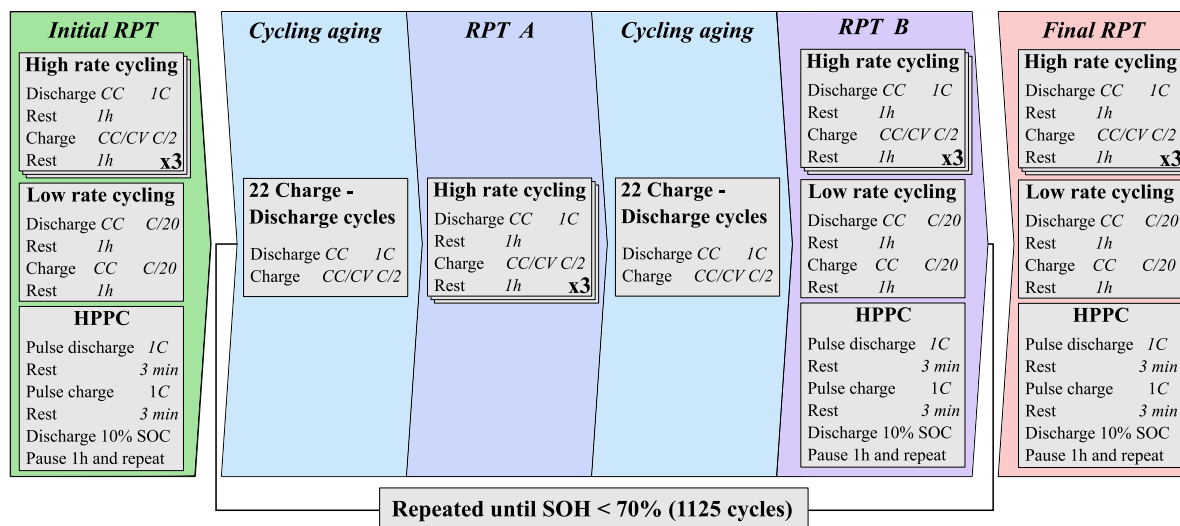 Initial RPT
High rate cycling
Discharge CC 1C
Rest 1h
Charge CC/CV C/2
Rest 1h x3
Low rate cycling
Discharge CC C/20
Rest 1h
Charge CC C/20
Rest 1h
HPPC
Pulse discharge 1C
Rest 3 min
Pulse charge 1C
Rest 3 min
Discharge 10% SOC
Pause 1h and repeat
Cycling aging
22 Charge -
Discharge cycles
Discharge CC 1C
Charge CC/CV C/2
RPT A
High rate cycling
Discharge CC 1C
Rest 1h
Charge CC/CV C/2
Rest 1h x3
Cycling aging
22 Charge -
Discharge cycles
Discharge CC 1C
Charge CC/CV C/2
RPT B
High rate cycling
Discharge CC 1C
Rest 1h
Charge CC/CV C/2
Rest 1h x3
Low rate cycling
Discharge CC C/20
Rest 1h
Charge CC C/20
Rest 1h
HPPC
Pulse discharge 1C
Rest 3 min
Pulse charge 1C
Rest 3 min
Discharge 10% SOC
Pause 1h and repeat
Final RPT
High rate cycling
Discharge CC 1C
Rest 1h
Charge CC/CV C/2
Rest 1h x3
Low rate cycling
Discharge CC C/20
Rest 1h
Charge CC C/20
Rest 1h
HPPC
Pulse discharge 1C
Rest 3 min
Pulse charge 1C
Rest 3 min
Discharge 10% SOC
Pause 1h and repeat
Repeated until SOH < 70% (1125 cycles)